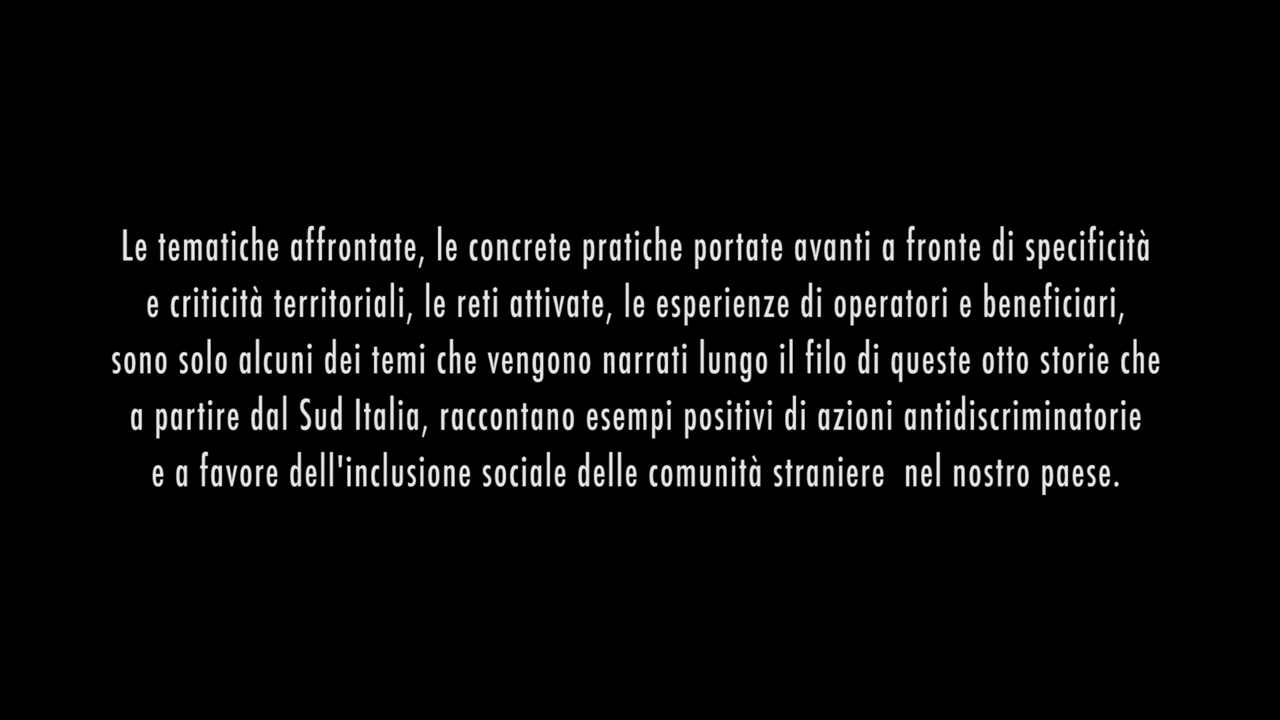 Le tematiche affrontate, le concrete pratiche portate avanti a fronte di specificità
e criticità territoriali, le reti attivate, le esperienze di operatori e beneficiari,
sono solo alcuni dei temi che vengono narrati lungo il filo di queste otto storie che
a partire dal Sud Italia, raccontano esempi positivi di azioni antidiscriminatorie
e a favore dell'inclusione sociale delle comunità straniere  nel nostro paese.